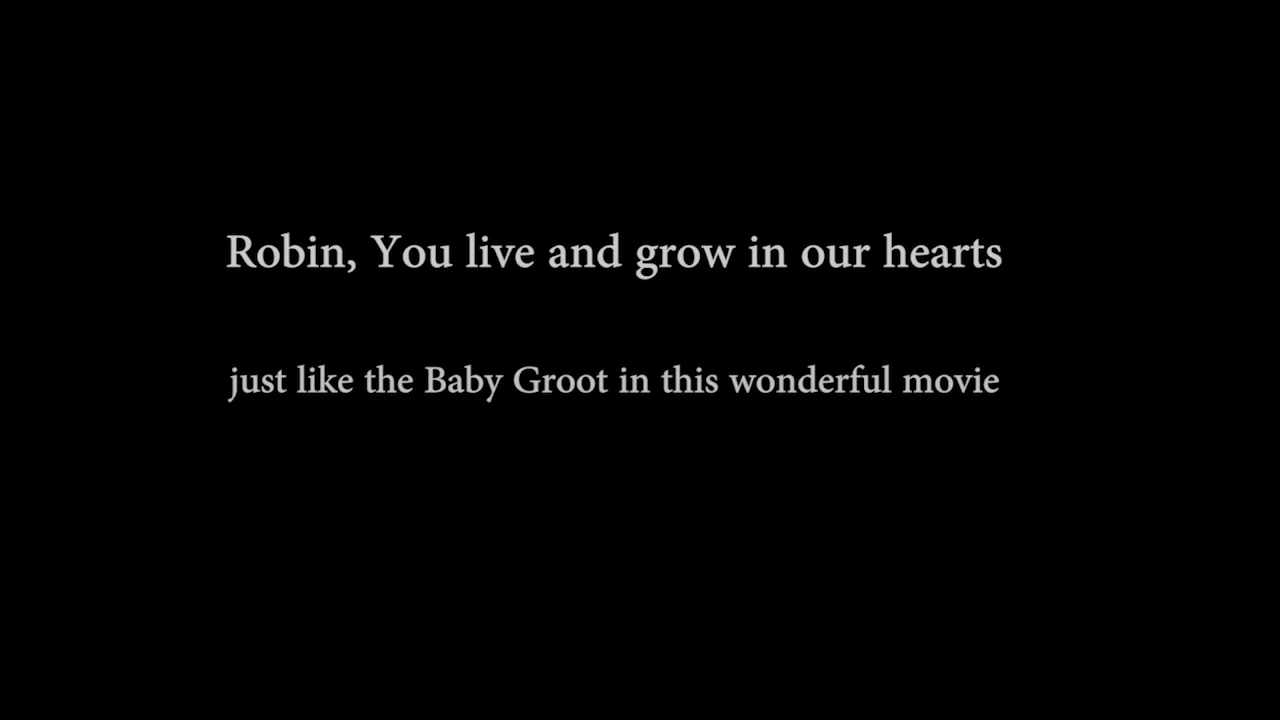 Robin, You live and grow in our hearts
just like the Baby Groot in this wonderful movie